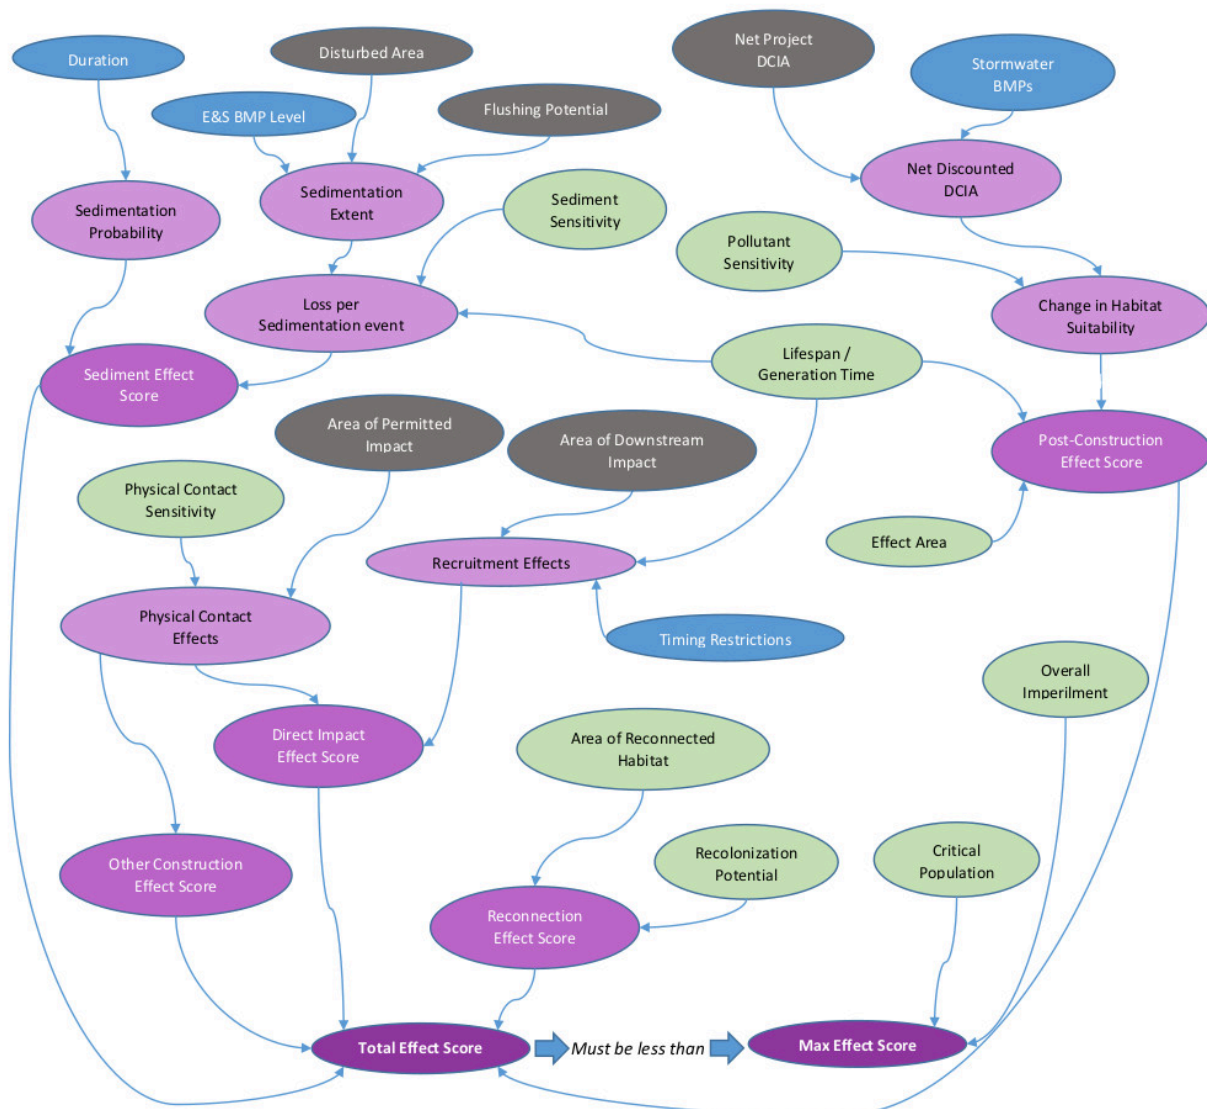 Duration
Disturbed Area
Net Project
DCIA
Stormwater
BMPs
E&S BMP Level
Flushing Potential
Sedimentation
Probability
Sedimentation
Extent
Sediment
Sensitivity
Net Discounted
DCIA
Pollutant
Sensitivity
Loss per
Sedimentation event
Change in Habitat
Suitability
Lifespan /
Generation Time
Sediment Effect
Score
Area of Permitted
Impact
Area of Downstream
Impact
Post-Construction
Effect Score
Physical Contact
Sensitivity
Effect Area
Recruitment Effects
Physical Contact
Effects
Timing Restrictions
Overall
Imperilment
Direct Impact
Effect Score
Area of Reconnected
Habitat
Other Construction
Effect Score
Recolonization
Potential
Critical
Population
Reconnection
Effect Score
Total Effect Score
Must be less than
Max Effect Score